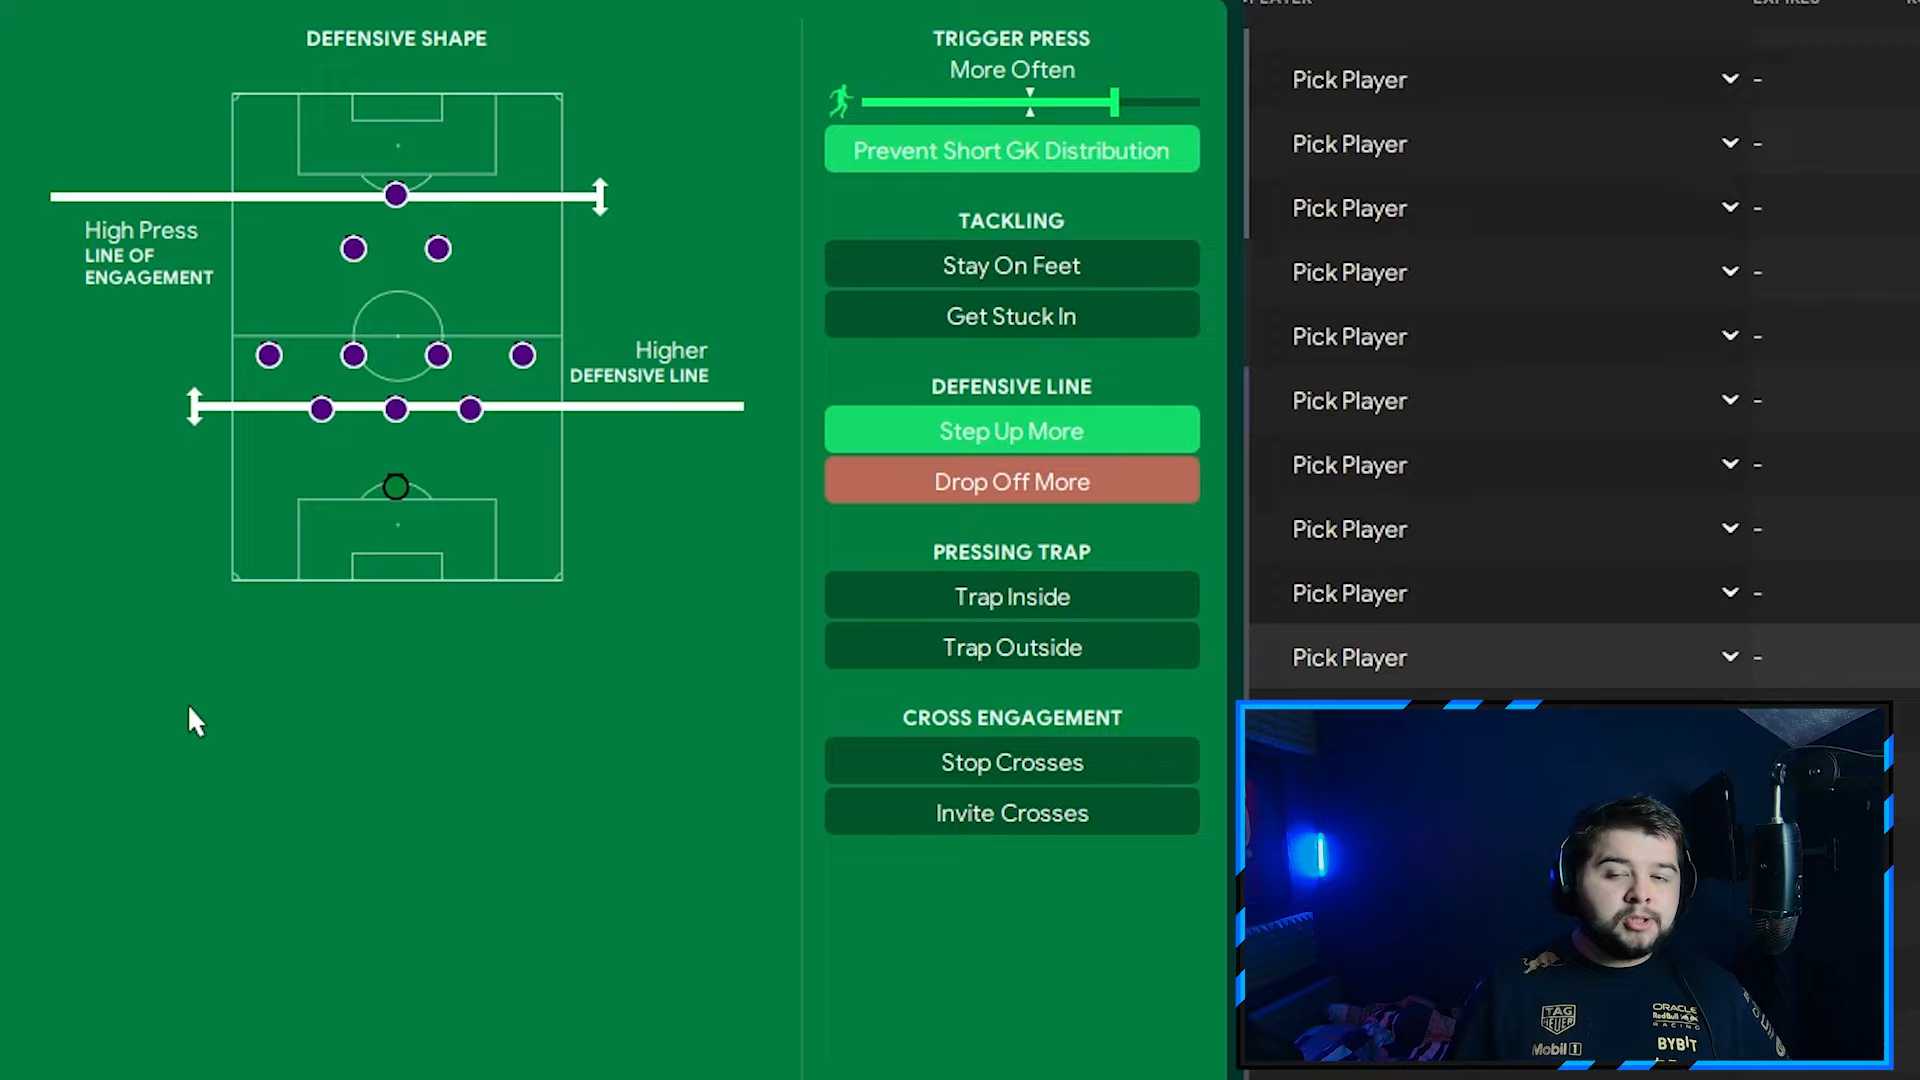 DEFENSIVE SHAPE
High Press
LINE OF
ENGAGEMENT
Higher
DEFENSIVE LINE
TRIGGER PRESS
More Often
Prevent Short GK Distribution
TACKLING
Stay On Feet
Get Stuck In
DEFENSIVE LINE
Step Up More
Drop Off More
PRESSING TRAP
Trap Inside
Trap Outside
CROSS ENGAGEMENT
Stop Crosses
Invite Crosses
Pick Player -
Pick Player -
Pick Player -
Pick Player -
Pick Player -
Pick Player -
Pick Player -
Pick Player -
Pick Player -
Pick Player -
TAG
HEUER
Mobil 1
ORACLE
Red Bull
RACING
BYBIT